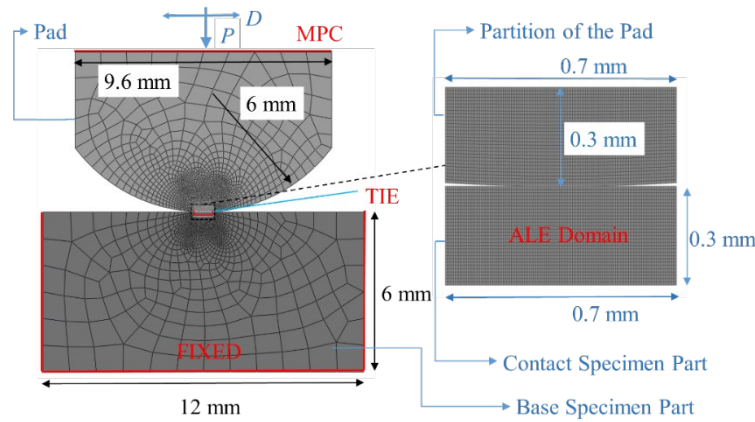 D
P
MPC
Pad
9.6 mm
6 mm
TIE
FIXED
6 mm
12 mm
Partition of the Pad
0.7 mm
0.3 mm
ALE Domain
0.3 mm
0.7 mm
Contact Specimen Part
Base Specimen Part